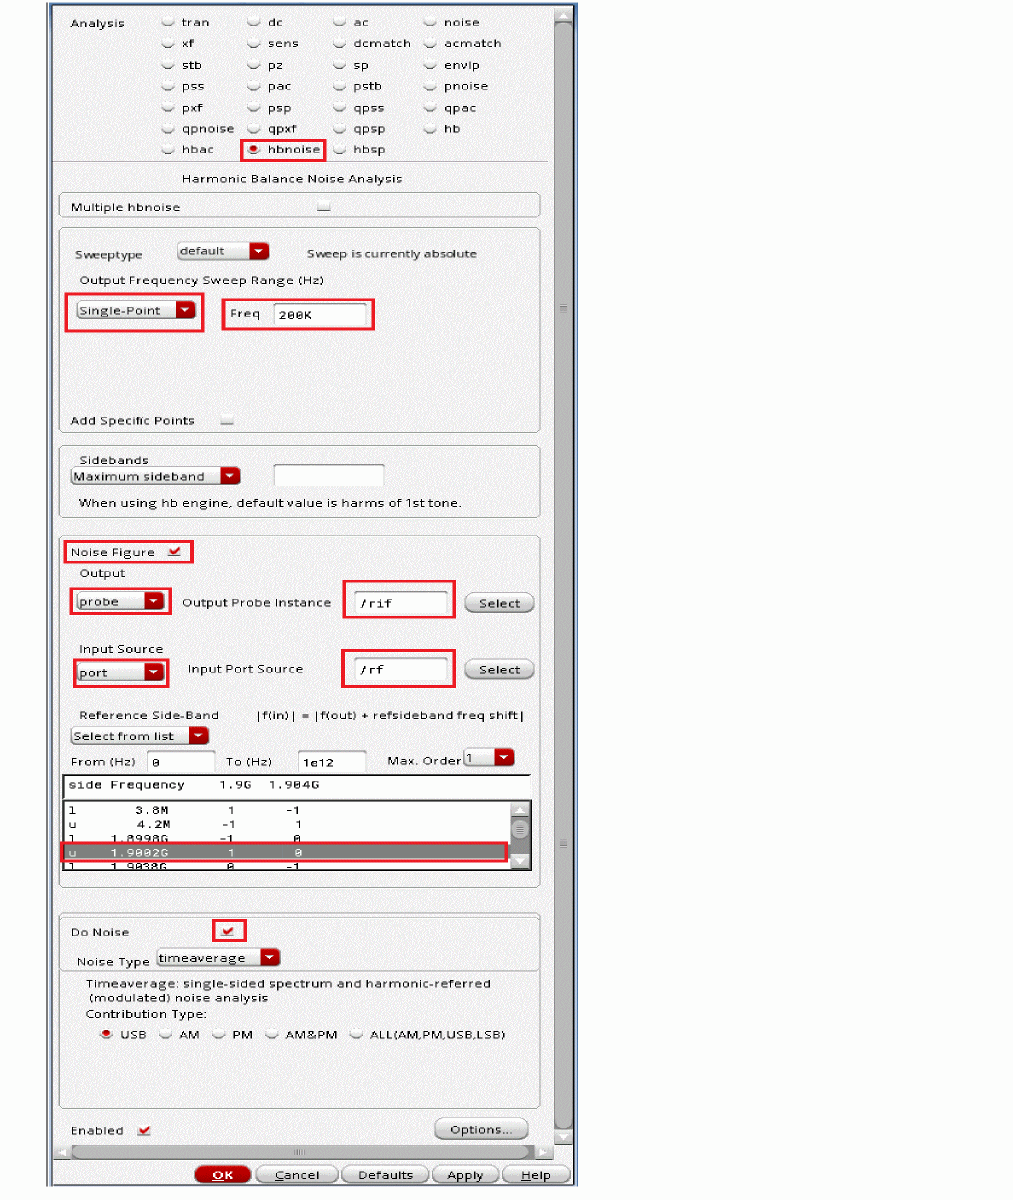 Analysis tran dc ac noise
xf sens dcmatch acmatch
stb pz sp envlp
pss pac pstb pnoise
pxf psp qpss qpac
qpnoise qpxf qpsp hb
hbac hbnoise hbsp
Harmonic Balance Noise Analysis
Multiple hbnoise
Sweeptype default Sweep is currently absolute
Output Frequency Sweep Range (Hz)
Single-Point Freq 200K
Add Specific Points
Sidebands
Maximum sideband
When using hb engine, default value is harms of 1st tone.
Noise Figure
Output
probe Output Probe Instance /rif Select
Input Source
port Input Port Source /rf Select
Reference Side-Band |f(in)| = |f(out) + refsideband freq shift|
Select from list
From (Hz) 0 To (Hz) 1e12 Max. Order 1
side Frequency 1.9G 1.904G
l 3.8M 1 -1
u 4.2M -1 1
l 1.8998G -1 0
u 1.9002G 1 0
l 1.9038G 0 -1
Do Noise
Noise Type timeaverage
Timeaverage: single-sided spectrum and harmonic-referred
(modulated) noise analysis
Contribution Type:
USB AM PM AM&PM ALL(AM,PM,USB,LSB)
Enabled Options...
OK Cancel Defaults Apply Help